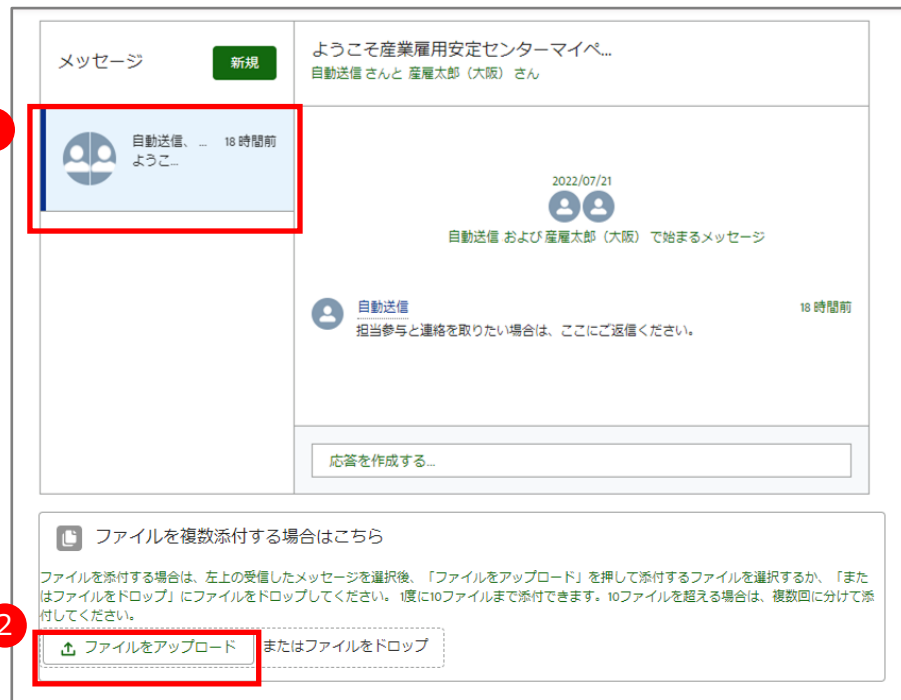 メッセージ
新規
ようこそ産業雇用安定センターマイペ...
自動送信 さんと 産雇太郎（大阪） さん
自動送信、 ... 18 時間前
ようこ...
2022/07/21
自動送信 および 産雇太郎（大阪） で始まるメッセージ
自動送信 18 時間前
担当参与と連絡を取りたい場合は、ここにご返信ください。
応答を作成する...
ファイルを複数添付する場合はこちら
ファイルを添付する場合は、左上の受信したメッセージを選択後、「ファイルをアップロード」を押して添付するファイルを選択するか、「また
はファイルをドロップ」にファイルをドロップしてください。1度に10ファイルまで添付できます。10ファイルを超える場合は、複数回に分けて添
付してください。
2
ファイルをアップロード またはファイルをドロップ